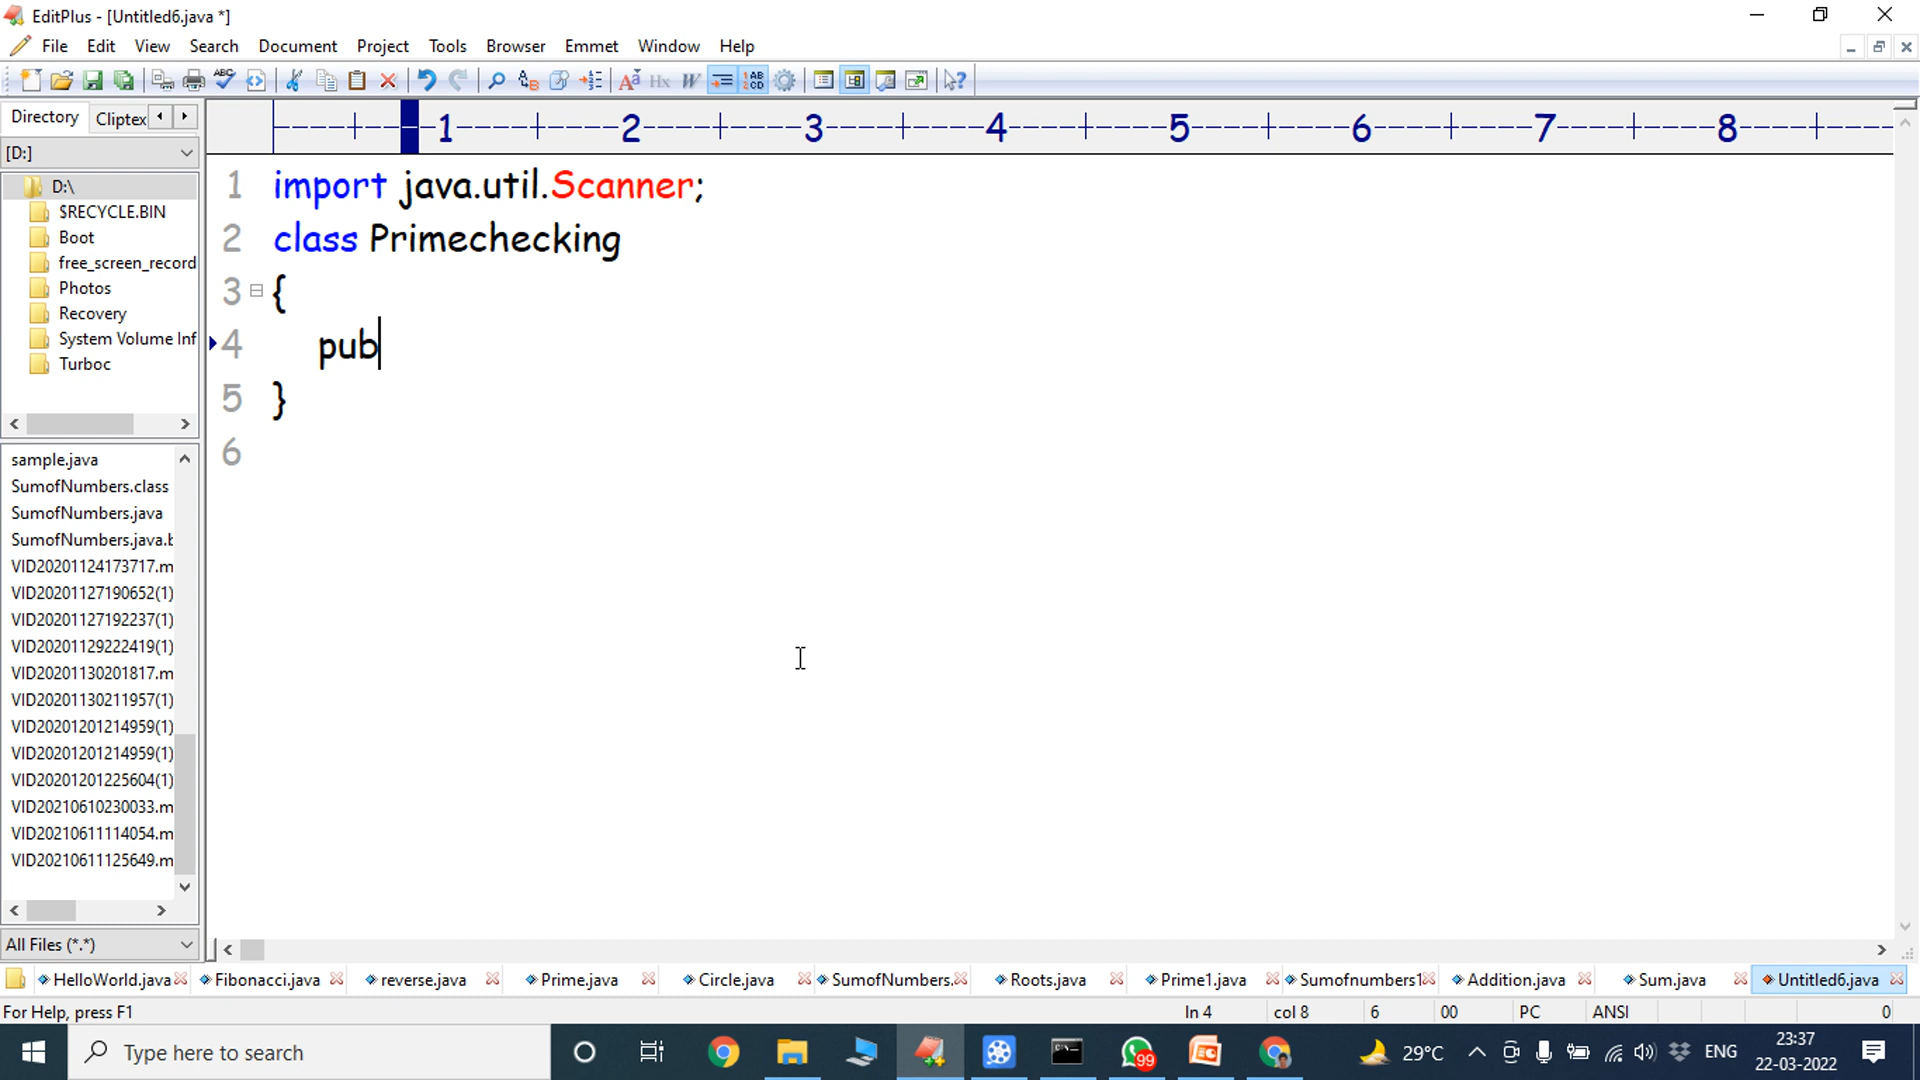 EditPlus - [Untitled6.java *]
File Edit View Search Document Project Tools Browser Emmet Window Help
Directory Cliptex
[D:]
D:\
$RECYCLE.BIN
Boot
free_screen_record
Photos
Recovery
System Volume Inf
Turboc
sample.java
SumofNumbers.class
SumofNumbers.java
SumofNumbers.java.b
VID20201124173717.m
VID20201127190652(1)
VID20201127192237(1)
VID20201129222419(1)
VID20201130201817.m
VID20201130211957(1)
VID20201201214959(1)
VID20201201214959(1)
VID20201201225604(1)
VID20210610230033.m
VID20210611114054.m
VID20210611125649.m
All Files (*.*)
1 2 3 4 5 6 7 8
1 import java.util.Scanner;
2 class Primechecking
3 {
4 pub
5 }
6
HelloWorld.java Fibonacci.java reverse.java Prime.java Circle.java SumofNumbers. Roots.java Prime1.java Sumofnumbers1 Addition.java Sum.java Untitled6.java
For Help, press F1 ln 4 col 8 6 00 PC ANSI 0
Type here to search 99 29°C ENG 23:37
22-03-2022